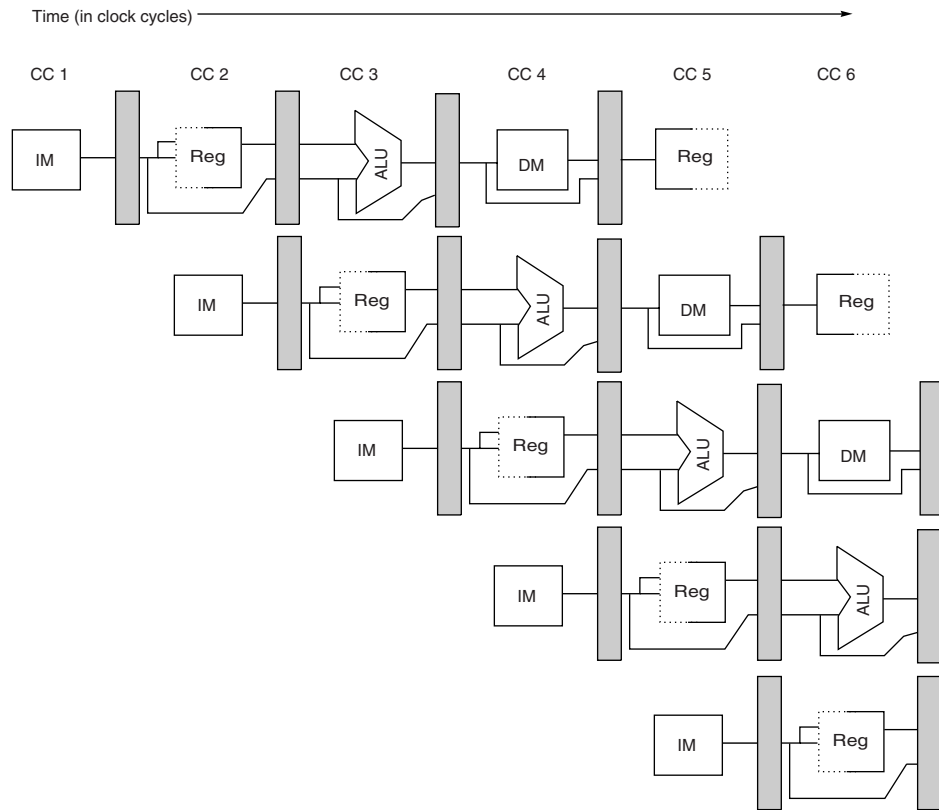 Time (in clock cycles)
CC 1 CC 2 CC 3 CC 4 CC 5 CC 6
IM Reg ALU DM Reg
IM Reg ALU DM Reg
IM Reg ALU DM
IM Reg ALU
IM Reg